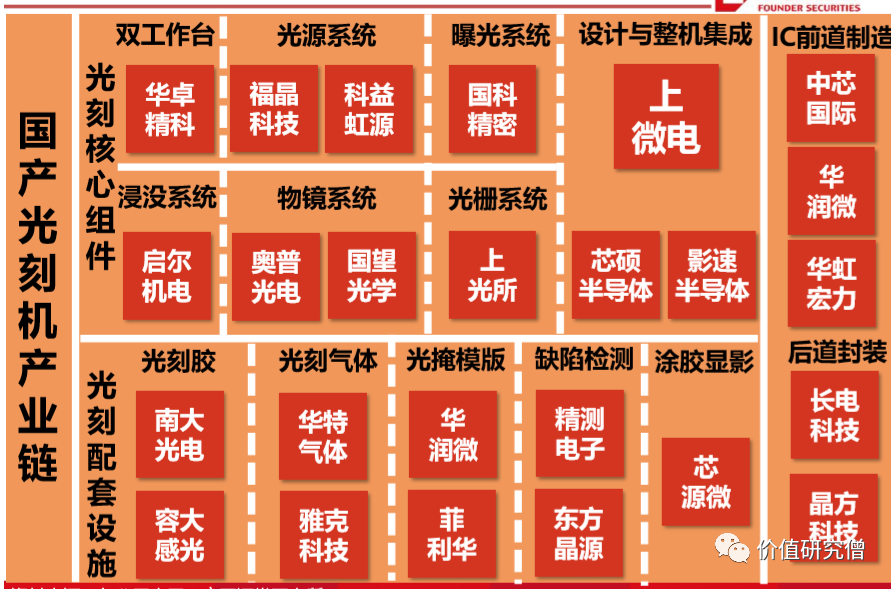 FOUNDER SECURITIES
国产光刻机产业链
光刻核心组件
双工作台
华卓
精科
光源系统
福晶
科技
科益
虹源
曝光系统
国科
精密
设计与整机集成
上
微电
浸没系统
启尔
机电
物镜系统
奥普
光电
国望
光学
光栅系统
上
光所
芯硕
半导体
影速
半导体
光刻配套设施
光刻胶
南大
光电
容大
感光
光刻气体
华特
气体
雅克
科技
光掩模版
华
润微
菲
利华
缺陷检测
精测
电子
东方
晶源
涂胶显影
芯
源微
IC前道制造
中芯
国际
华
润微
华虹
宏力
后道封装
长电
科技
晶方
科技
价值研究僧